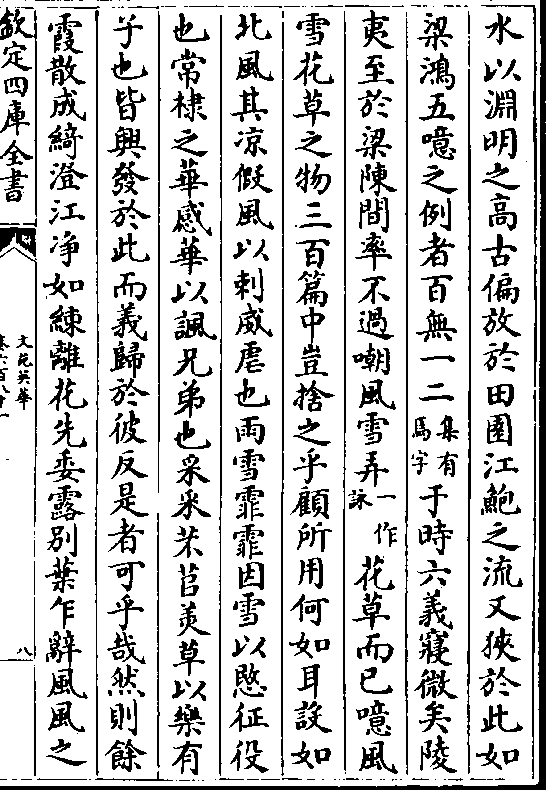 水以淵明之高古偏放於田園江鮑之流又狹於此如
梁鴻五噫之例者百無一二集有焉字于時六義寖微矣陵
夷至於梁陳間率不過嘲風雪弄一作詠花草而已噫風
雪花草之物三百篇中豈捨之乎顧所用何如耳設如
北風其凉假風以刺威虐也雨雪霏霏因雪以愍征役
也常棣之華感華以諷兄弟也采采芣苢美草以樂有
子也皆興發於此而義歸於彼反是者可乎哉然則餘
霞散成綺澄江浄如練離花先委露别葉乍辭風風之
欽定四庫全書
文苑英華
卷六百八十一
八